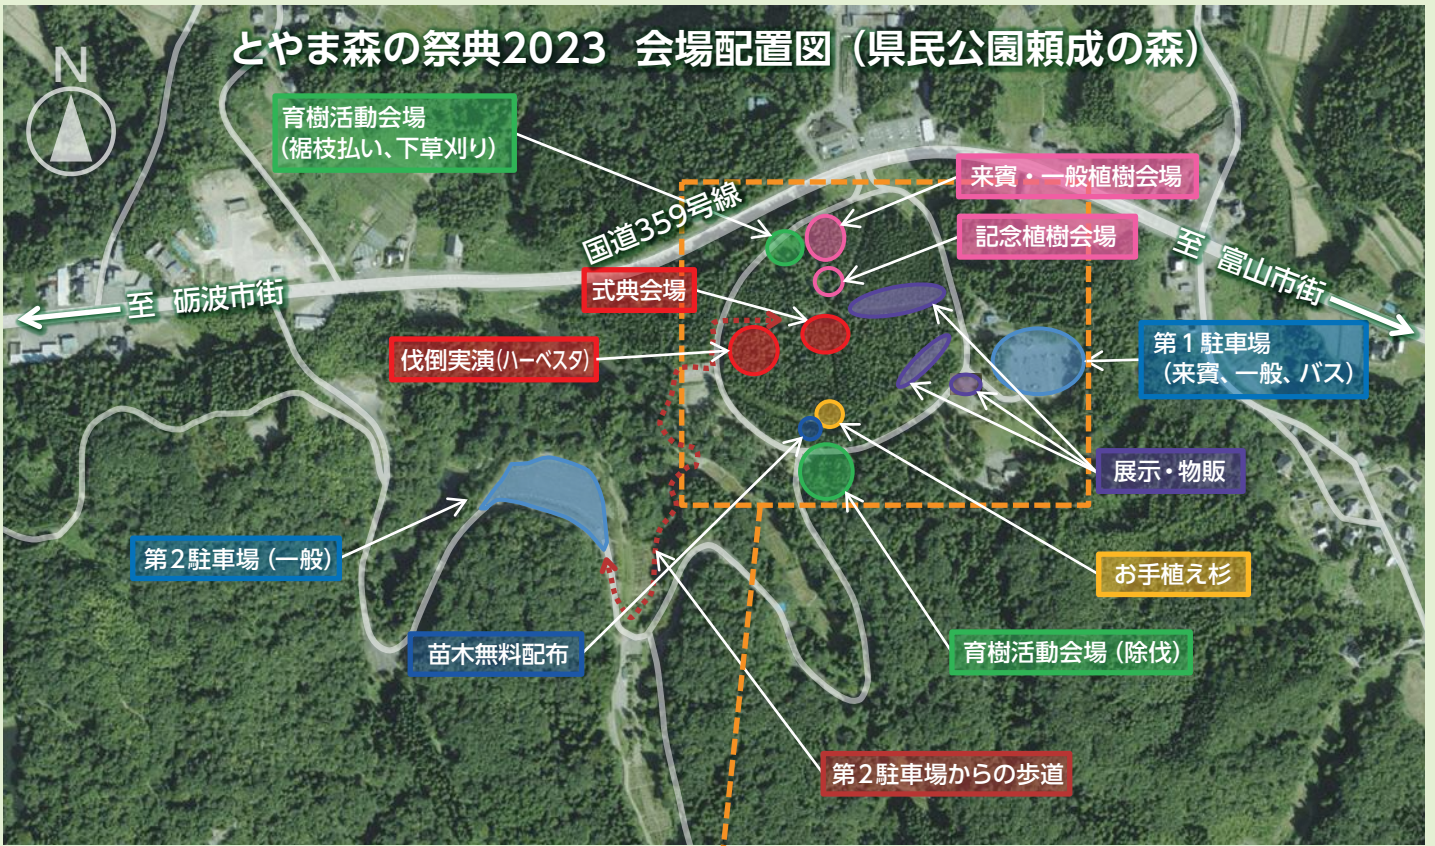 とやま森の祭典2023 会場配置図(県民公園頼成の森)
N
育樹活動会場
(裾枝払い、下草刈り)
来賓・一般植樹会場
国道359号線
記念植樹会場
至 富山市街
至 砺波市街
式典会場
伐倒実演(ハーベスタ)
第1駐車場
(来賓、一般、バス)
展示・物販
第2駐車場(一般)
お手植え杉
苗木無料配布
育樹活動会場(除伐)
第2駐車場からの歩道